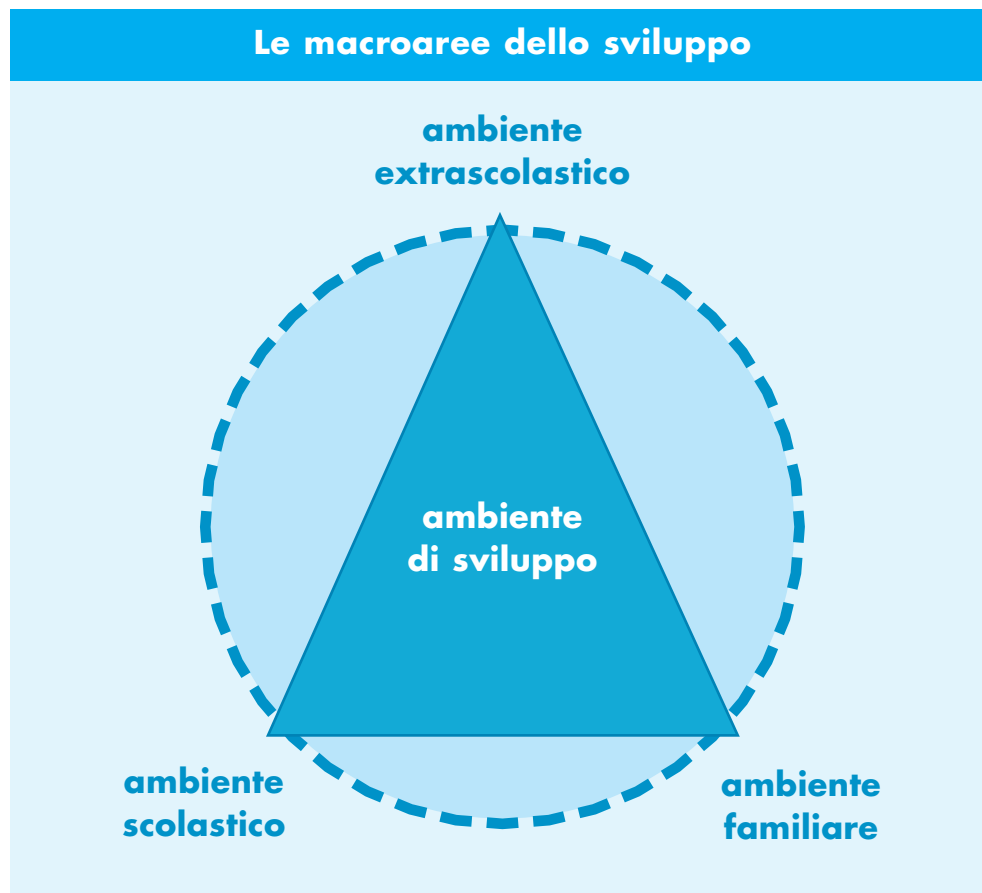 Le macroaree dello sviluppo
ambiente
extrascolastico
ambiente
di sviluppo
ambiente
scolastico
ambiente
familiare